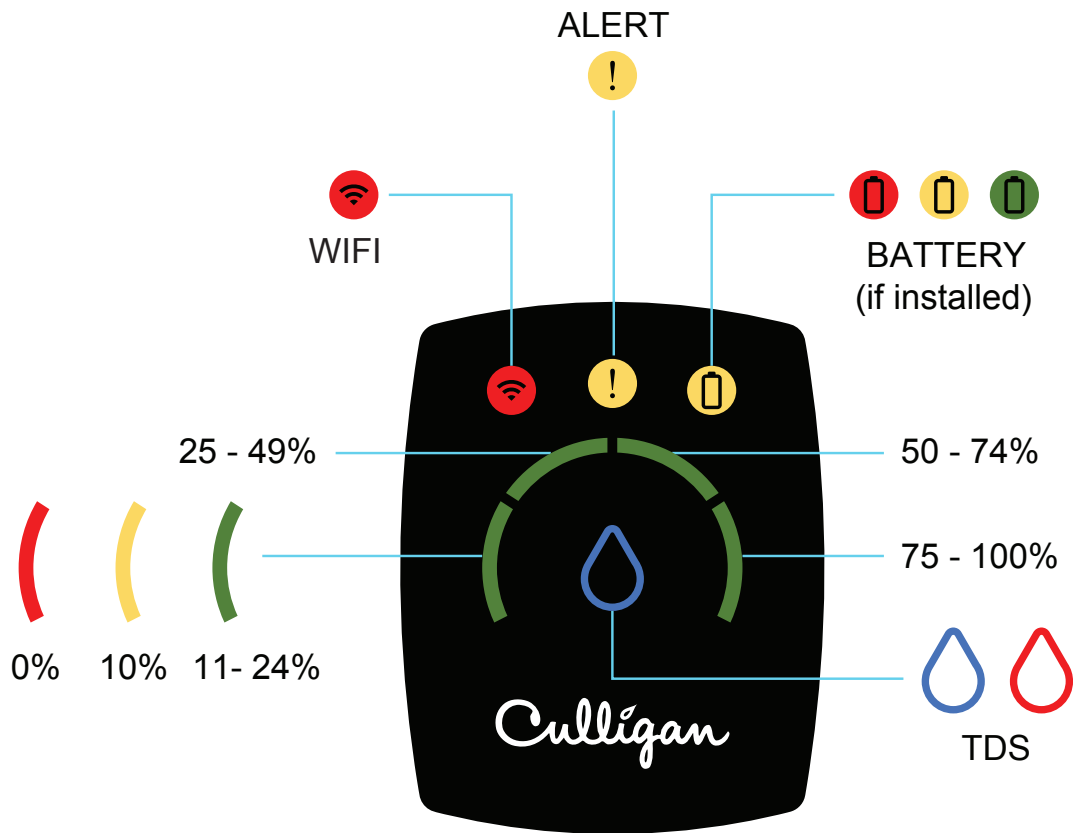 ALERT
!
WIFI
BATTERY
(if installed)
!
25 - 49%
50 - 74%
75 - 100%
0%
10%
11- 24%
Culligan
TDS